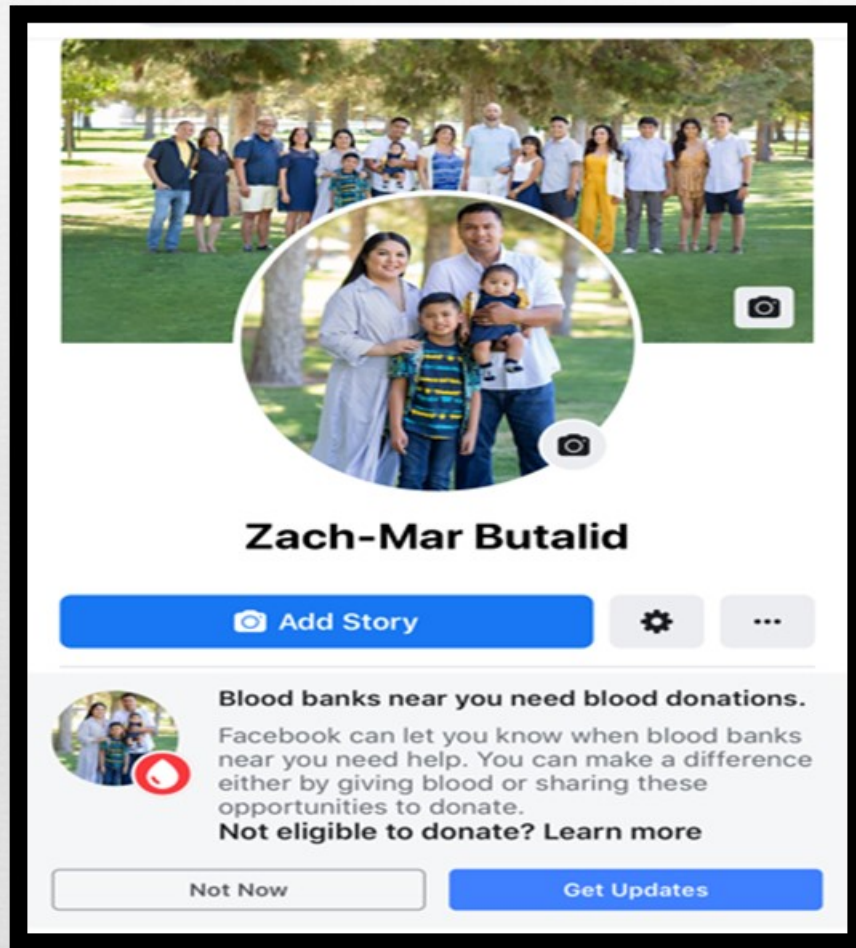 Zach-Mar Butalid
Add Story
Blood banks near you need blood donations.
Facebook can let you know when blood banks
near you need help. You can make a difference
either by giving blood or sharing these
opportunities to donate.
Not eligible to donate? Learn more
Not Now
Get Updates